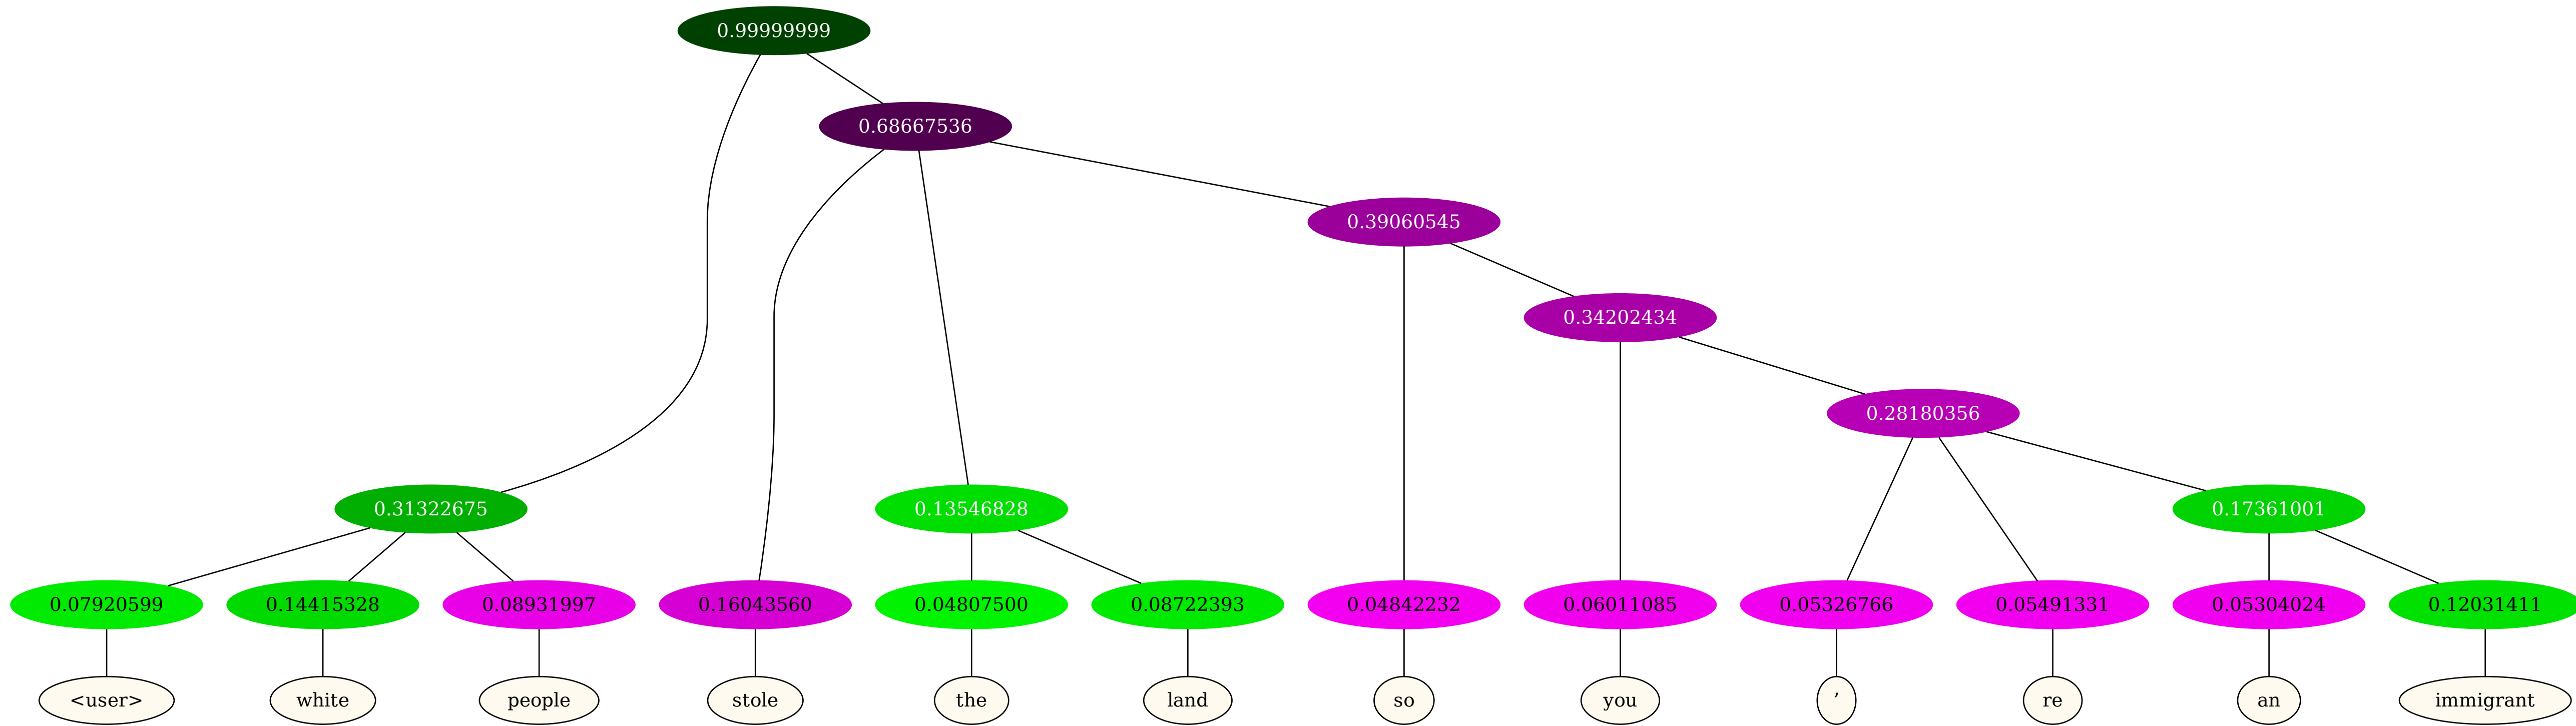 0.99999999
0.68667536
0.39060545
0.34202434
0.28180356
0.31322675 0.13546828 0.17361001
0.07920599 0.14415328 0.08931997 0.16043560 0.04807500 0.08722393 0.04842232 0.06011085 0.05326766 0.05491331 0.05304024 0.12031411
<user> white people stole the land so you ’ re an immigrant